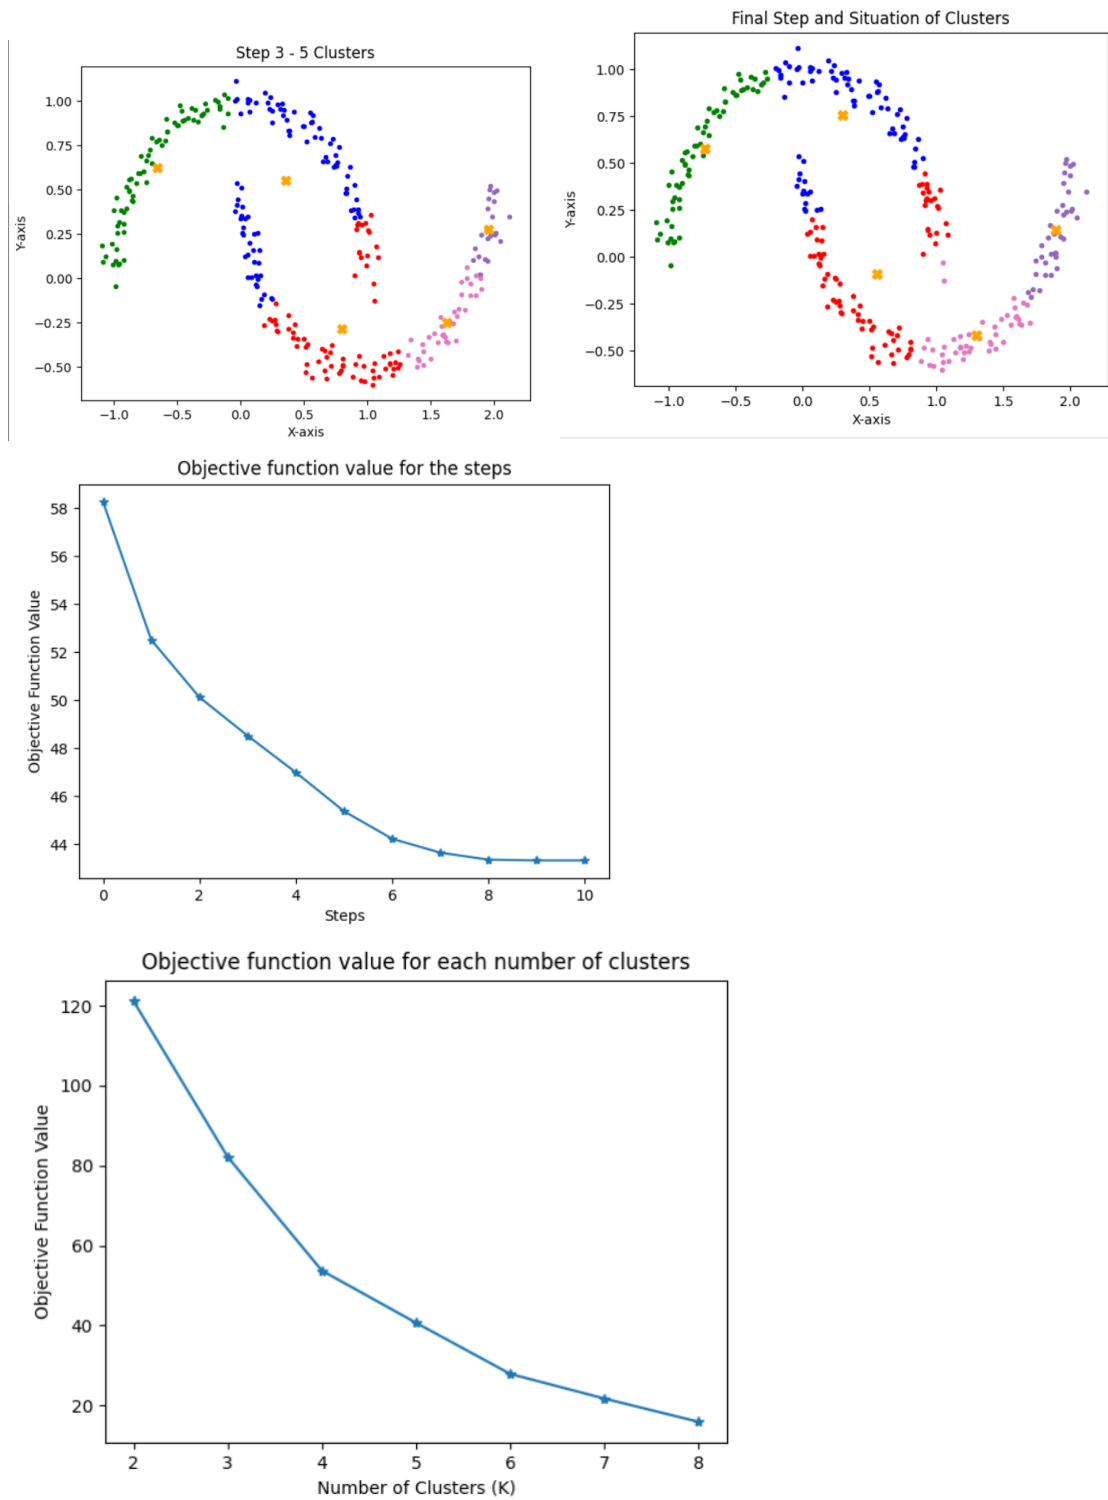 Step 3 - 5 Clusters
1.00
0.75
0.50
0.25
0.00
−0.25
−0.50
Y-axis
−1.0 −0.5 0.0 0.5 1.0 1.5 2.0
X-axis
Final Step and Situation of Clusters
1.00
0.75
0.50
0.25
0.00
−0.25
−0.50
Y-axis
−1.0 −0.5 0.0 0.5 1.0 1.5 2.0
X-axis
Objective function value for the steps
58
56
54
52
50
48
46
44
Objective Function Value
0 2 4 6 8 10
Steps
Objective function value for each number of clusters
120
100
80
60
40
20
Objective Function Value
2 3 4 5 6 7 8
Number of Clusters (K)